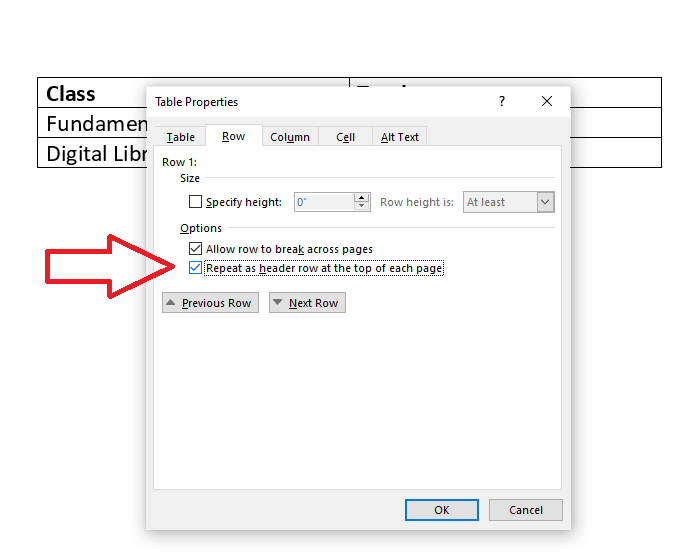 Class
Table Properties
?
Fundamen
Digital Libr
Table Row Column Cell Alt Text
Row 1:
Size
Specify height: 0" Row height is: At least
Options
Allow row to break across pages
Repeat as header row at the top of each page
Previous Row Next Row
OK Cancel